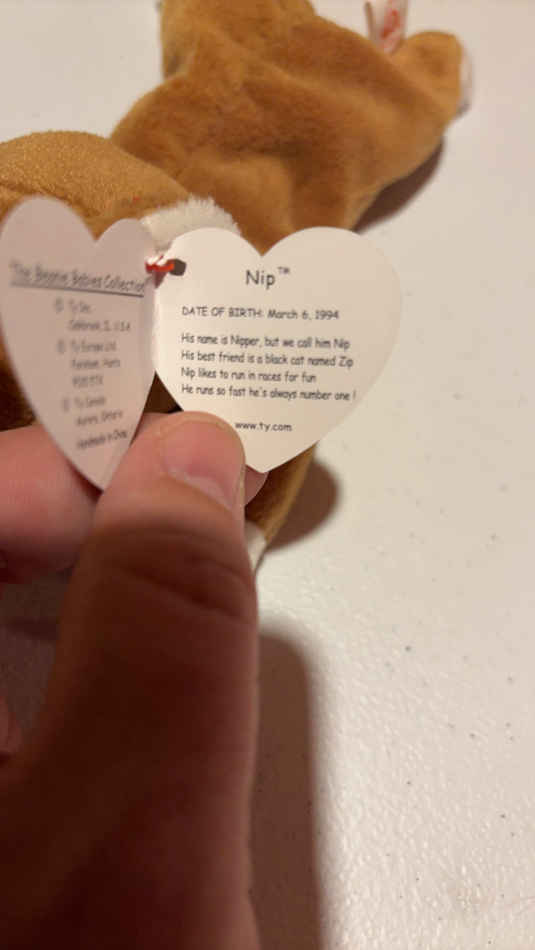 "The Beanie Babies Collection"
© Ty Inc.
Oakbrook, IL U.S.A
© Ty Europe Ltd.
Fareham, Hants
© Ty Canada
Aurora, Ontario
Handmade in China
Nip™
DATE OF BIRTH: March 6, 1994
His name is Nipper, but we call him Nip
His best friend is a black cat named Zip
Nip likes to run in races for fun
He runs so fast he's always number one !
www.ty.com